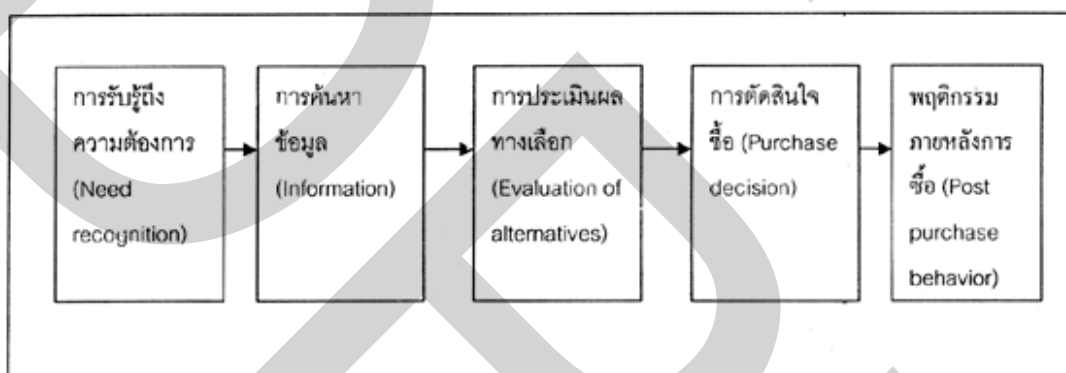 การรับรู้ถึง
ความต้องการ
(Need
recognition)
การค้นหา
ข้อมูล
(Information)
การประเมินผล
ทางเลือก
(Evaluation of
alternatives)
การตัดสินใจ
ซื้อ (Purchase
decision)
พฤติกรรม
ภายหลังการ
ซื้อ (Post
purchase
behavior)